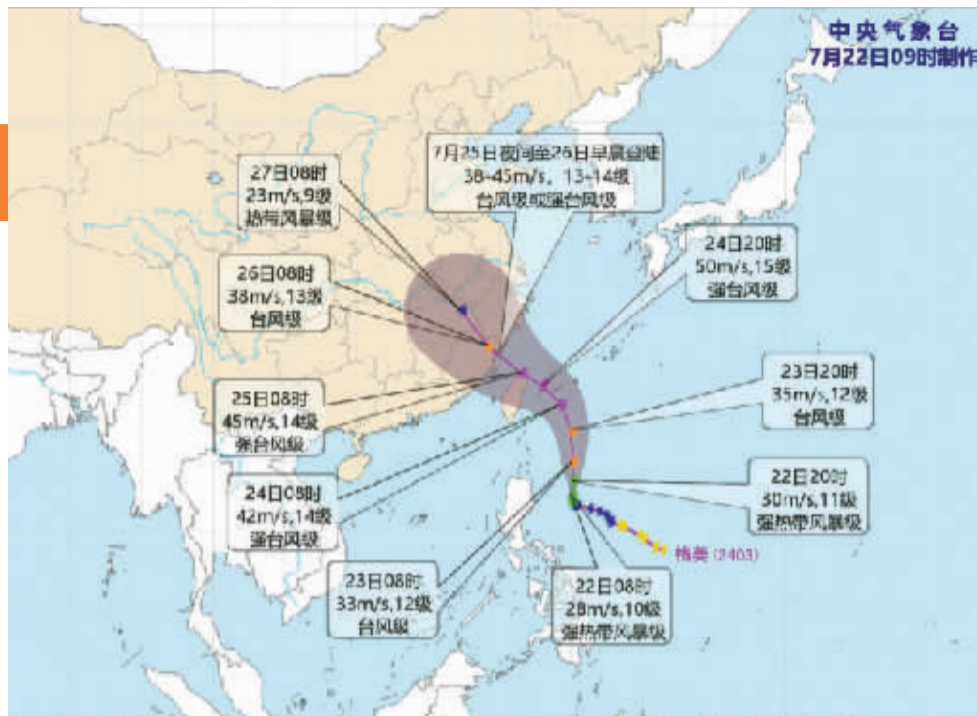 中央气象台
7月22日09时制作
7月25日夜间至26日早晨登陆
38-45m/s，13-14级
台风级或强台风级
27日08时
23m/s,9级
热带风暴级
24日20时
50m/s,15级
强台风级
26日08时
38m/s,13级
台风级
23日20时
35m/s,12级
台风级
25日08时
45m/s,14级
强台风级
22日20时
30m/s,11级
强热带风暴级
24日08时
42m/s,14级
强台风级
格美 (2403)
23日08时
33m/s,12级
台风级
22日08时
28m/s,10级
强热带风暴级